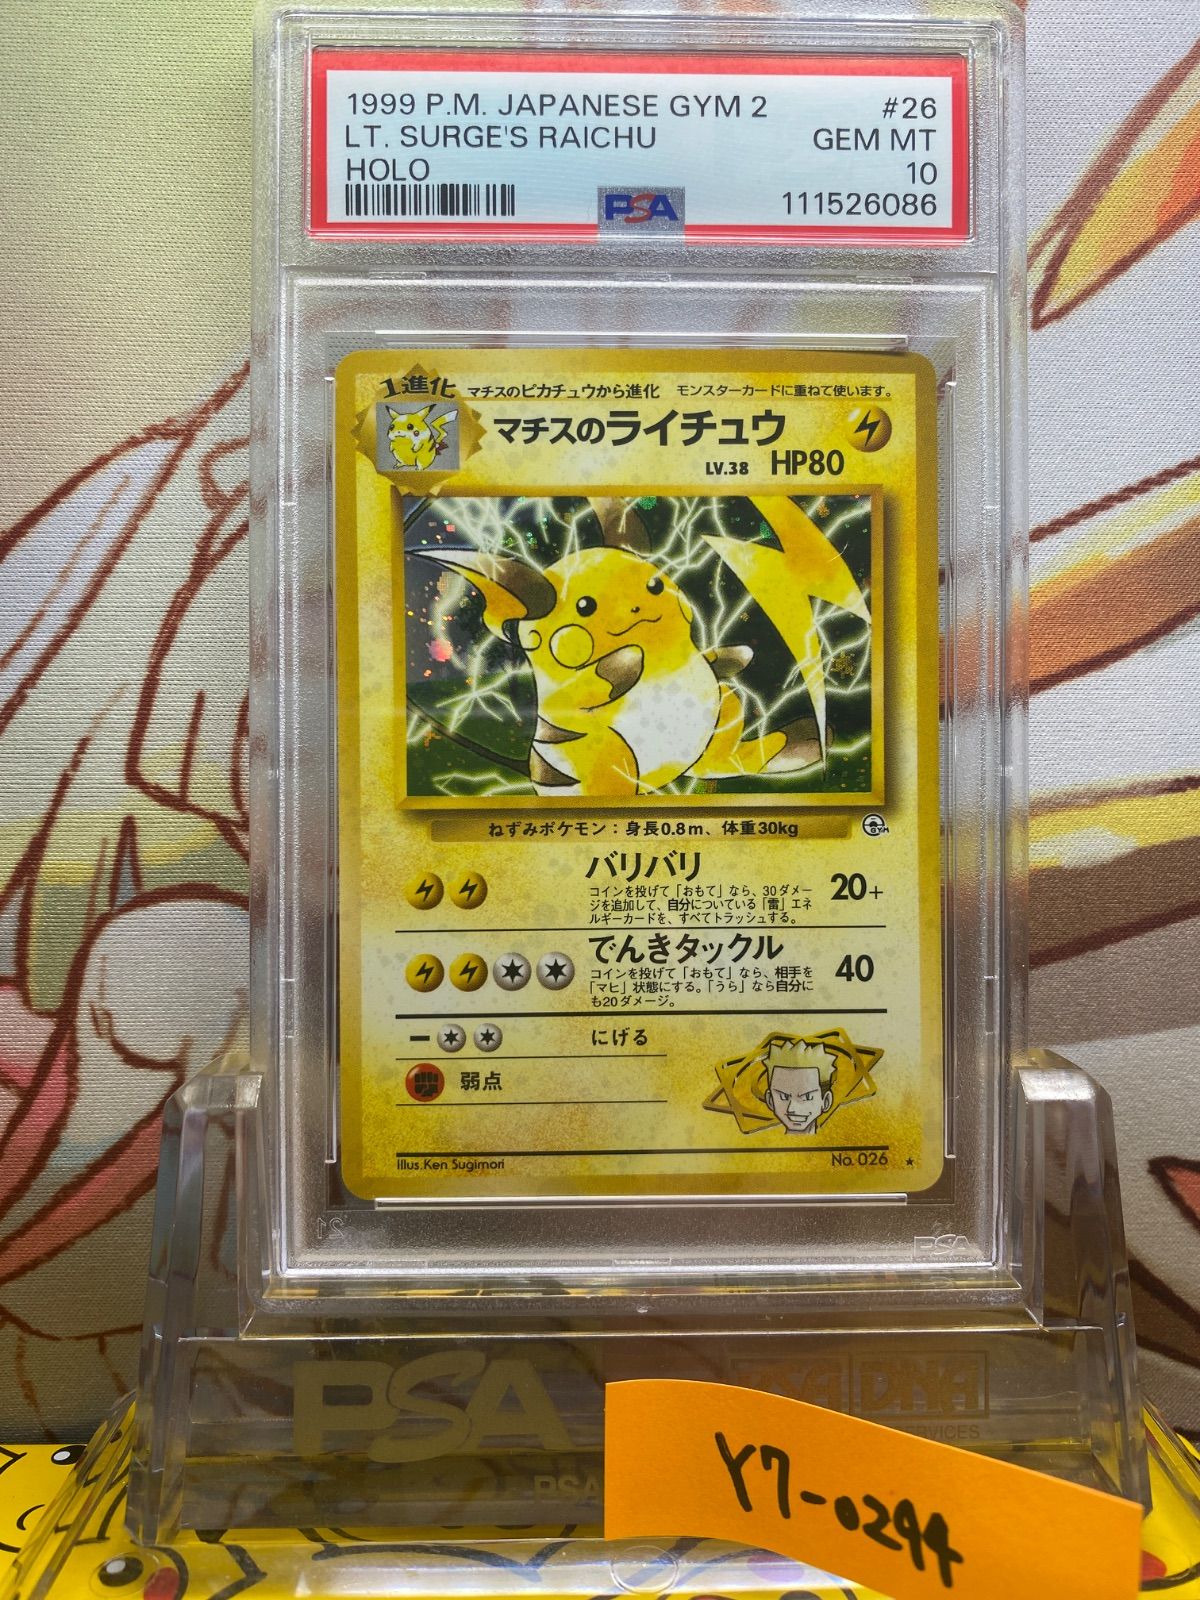 1999 P.M. JAPANESE GYM 2 #26
LT. SURGE'S RAICHU GEM MT
HOLO 10
PSA 111526086
1進化 マチスのピカチュウから進化 モンスターカードに重ねて使います。
マチスのライチュウ
LV.38 HP80
ねずみポケモン：身長0.8m、体重30kg
GYM
バリバリ
コインを投げて「おもて」なら、30ダメー
ジを追加して、自分についている「雷」エネ
ルギーカードを、すべてトラッシュする。
20+
でんきタックル
コインを投げて「おもて」なら、相手を
「マヒ」状態にする。「うら」なら自分に
も20ダメージ。
40
にげる
弱点
Illus.Ken Sugimori No.026
21 PSA
PSA PSA DNA
SERVICES
PSA
Y7-0294